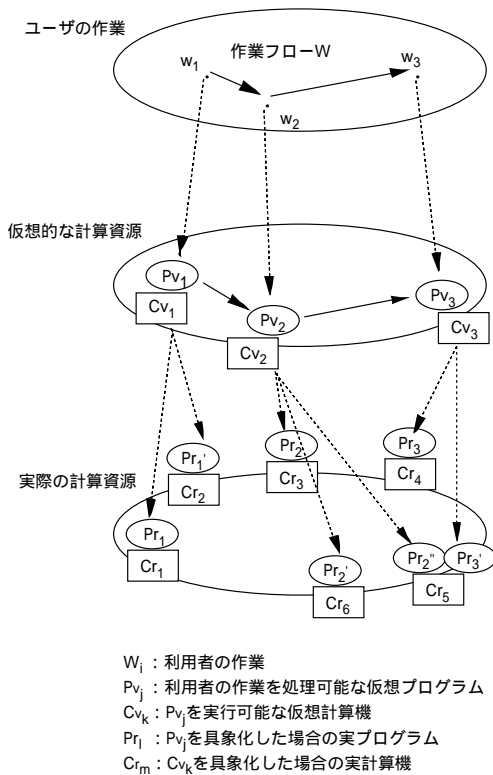 ユーザの作業
作業フローW
w1
w3
w2
仮想的な計算資源
Pv1
Pv3
Pv2
Cv1
Cv3
Cv2
Pr2
Pr3
Pr1'
Cr3
Cr4
実際の計算資源
Cr2
Pr1
Pr2"
Pr3'
Cr1
Pr2'
Cr5
Cr6
Wi：利用者の作業
Pvj：利用者の作業を処理可能な仮想プログラム
Cvk：Pvjを実行可能な仮想計算機
Prl：Pvjを具象化した場合の実プログラム
Crm：Cvkを具象化した場合の実計算機